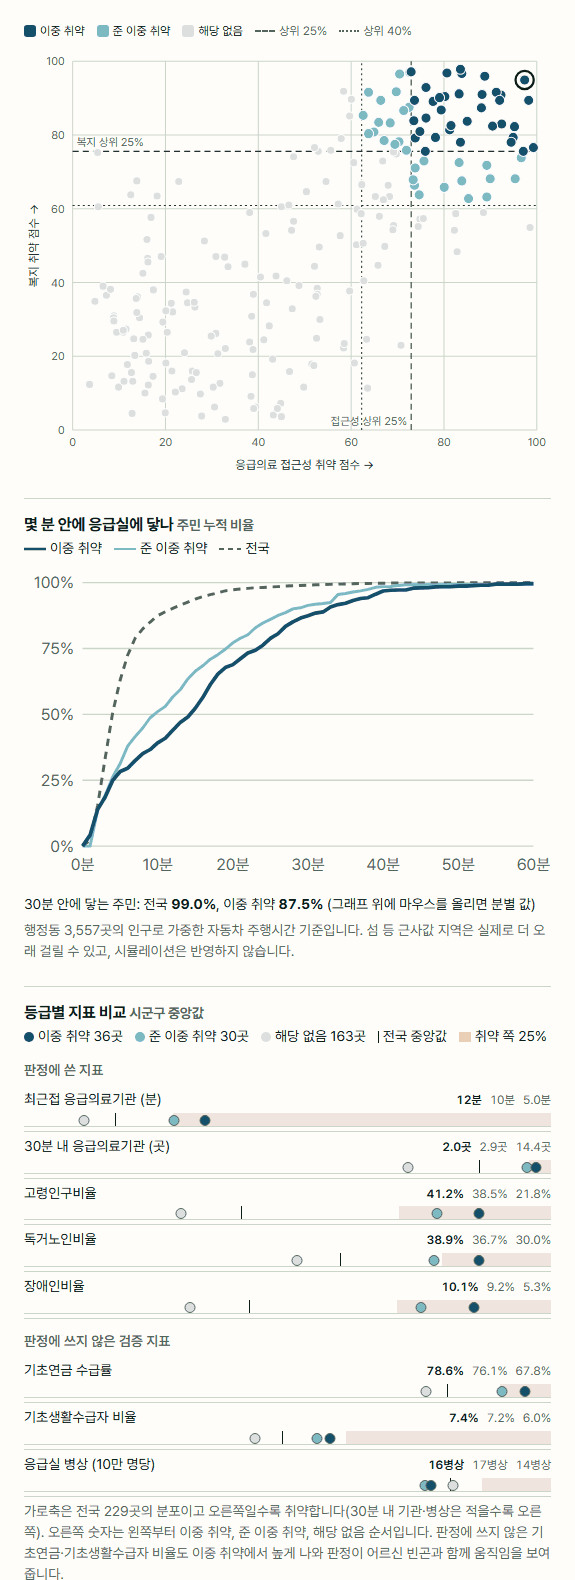 이중 취약 준 이중 취약 해당 없음 상위 25% 상위 40%
100
복지 상위 25%
80
60
40
20
0
복지 취약 점수 →
접근성 상위 25%
0 20 40 60 80 100
응급의료 접근성 취약 점수 →
몇 분 안에 응급실에 닿나 주민 누적 비율
이중 취약 준 이중 취약 전국
100%
75%
50%
25%
0%
0분 10분 20분 30분 40분 50분 60분
30분 안에 닿는 주민: 전국 99.0%, 이중 취약 87.5% (그래프 위에 마우스를 올리면 분별 값)
행정동 3,557곳의 인구로 가중한 자동차 주행시간 기준입니다. 섬 등 근사값 지역은 실제로 더 오
래 걸릴 수 있고, 시뮬레이션은 반영하지 않습니다.
등급별 지표 비교 시군구 중앙값
이중 취약 36곳 준 이중 취약 30곳 해당 없음 163곳 전국 중앙값 취약 쪽 25%
판정에 쓴 지표
최근접 응급의료기관 (분) 12분 10분 5.0분
30분 내 응급의료기관 (곳) 2.0곳 2.9곳 14.4곳
고령인구비율 41.2% 38.5% 21.8%
독거노인비율 38.9% 36.7% 30.0%
장애인비율 10.1% 9.2% 5.3%
판정에 쓰지 않은 검증 지표
기초연금 수급률 78.6% 76.1% 67.8%
기초생활수급자 비율 7.4% 7.2% 6.0%
응급실 병상 (10만 명당) 16병상 17병상 14병상
가로축은 전국 229곳의 분포이고 오른쪽일수록 취약합니다(30분 내 기관·병상은 적을수록 오른
쪽). 오른쪽 숫자는 왼쪽부터 이중 취약, 준 이중 취약, 해당 없음 순서입니다. 판정에 쓰지 않은 기
초연금·기초생활수급자 비율도 이중 취약에서 높게 나와 판정이 어르신 빈곤과 함께 움직임을 보여
줍니다.